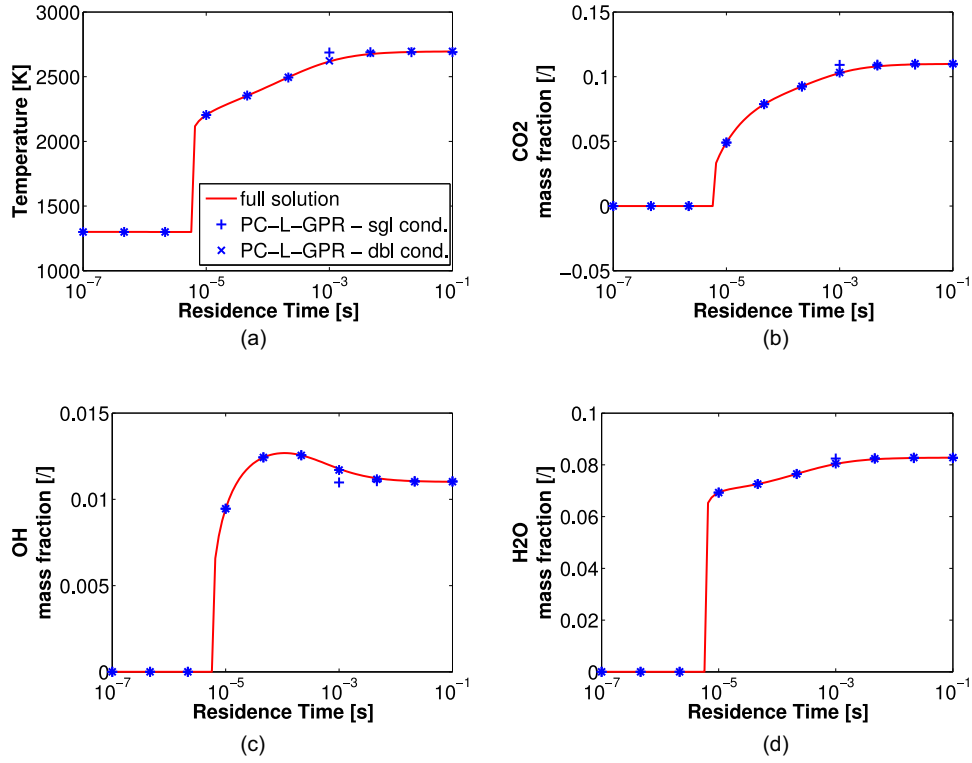 3000
2500
2000
1500
1000
Temperature [K]
full solution
PC−L−GPR − sgl cond.
PC−L−GPR − dbl cond.
10−7
10−5
10−3
10−1
Residence Time [s]
(a)
0.15
0.1
0.05
0
−0.05
CO2
mass fraction [/]
10−7
10−5
10−3
10−1
Residence Time [s]
(b)
0.015
0.01
0.005
0
OH
mass fraction [/]
10−7
10−5
10−3
10−1
Residence Time [s]
(c)
0.1
0.08
0.06
0.04
0.02
0
H2O
mass fraction [/]
10−7
10−5
10−3
10−1
Residence Time [s]
(d)